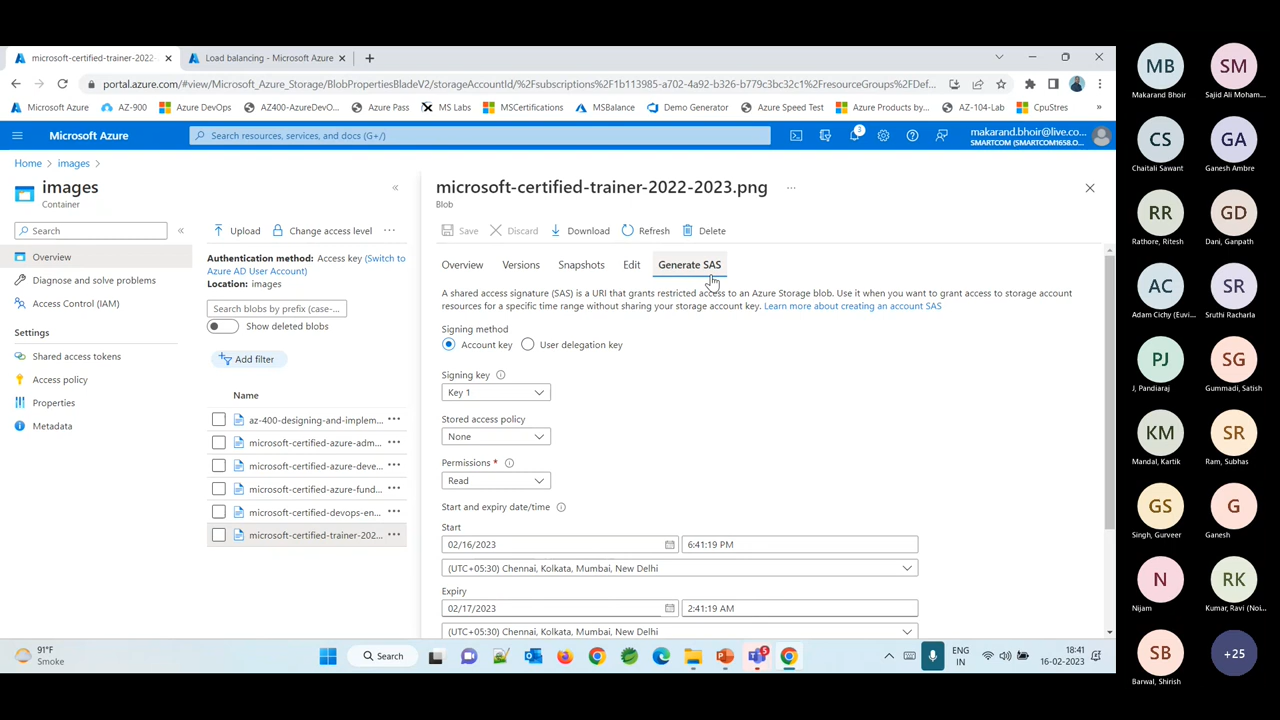 microsoft-certified-trainer-2022
Load balancing - Microsoft Azure
portal.azure.com/#view/Microsoft_Azure_Storage/BlobPropertiesBladeV2/storageAccountId/%2Fsubscriptions%2F1b113985-a702-4a92-b326-b779c3bc32c1%2FresourceGroups%2FDef...
Microsoft Azure
AZ-900
Azure DevOps
AZ400-AzureDevO...
Azure Pass
MS Labs
MSCertifications
MSBalance
Demo Generator
Azure Speed Test
Azure Products by...
AZ-104-Lab
CpuStres
»
Microsoft Azure
Search resources, services, and docs (G+/)
3
makarand.bhoir@live.co...
SMARTCOM (SMARTCOM1658.O...
Home > images >
images
Container
«
Search
«
Overview
Diagnose and solve problems
Access Control (IAM)
Settings
Shared access tokens
Access policy
Properties
Metadata
Upload
Change access level
...
Authentication method: Access key (Switch to
Azure AD User Account)
Location: images
Search blobs by prefix (case-...
Show deleted blobs
Add filter
Name
az-400-designing-and-implem... ...
microsoft-certified-azure-adm... ...
microsoft-certified-azure-deve... ...
microsoft-certified-azure-fund... ...
microsoft-certified-devops-en... ...
microsoft-certified-trainer-202... ...
microsoft-certified-trainer-2022-2023.png ...
Blob
Save
Discard
Download
Refresh
Delete
Overview
Versions
Snapshots
Edit
Generate SAS
A shared access signature (SAS) is a URI that grants restricted access to an Azure Storage blob. Use it when you want to grant access to storage account
resources for a specific time range without sharing your storage account key. Learn more about creating an account SAS
Signing method
Account key
User delegation key
Signing key
Key 1
Stored access policy
None
Permissions *
Read
Start and expiry date/time
Start
02/16/2023
6:41:19 PM
(UTC+05:30) Chennai, Kolkata, Mumbai, New Delhi
Expiry
02/17/2023
2:41:19 AM
(UTC+05:30) Chennai, Kolkata, Mumbai, New Delhi
91°F
Smoke
Search
5
ENG
IN
18:41
16-02-2023
MB
Makarand Bhoir
SM
Sajid Ali Moham...
CS
Chaitali Sawant
GA
Ganesh Ambre
RR
Rathore, Ritesh
GD
Dani, Ganpath
AC
Adam Cichy (Euvi...
SR
Sruthi Racharla
PJ
J, Pandiaraj
SG
Gummadi, Satish
KM
Mandal, Kartik
SR
Ram, Subhas
GS
Singh, Gurveer
G
Ganesh
N
Nijam
RK
Kumar, Ravi (Noi...
SB
Barwal, Shirish
+25